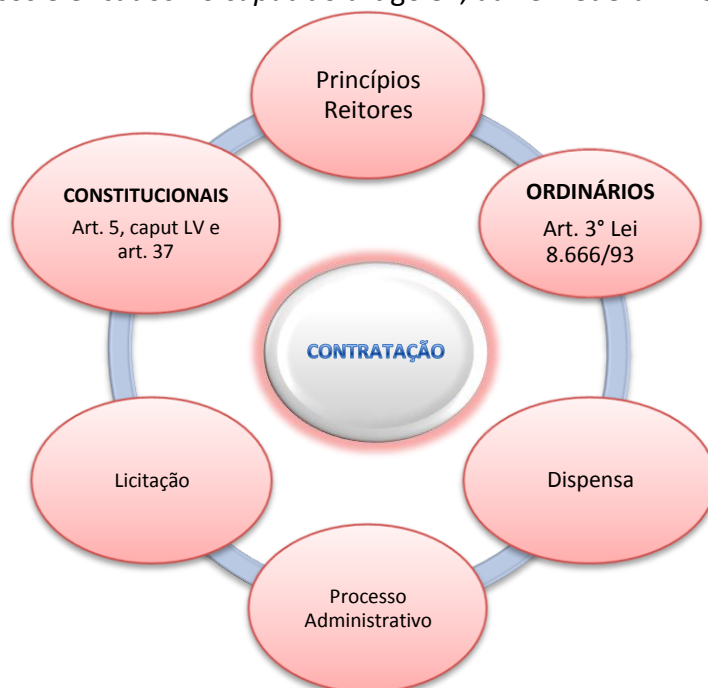 Princípios
Reitores
CONSTITUCIONAIS
Art. 5, caput LV e
art. 37
ORDINÁRIOS
Art. 3° Lei
8.666/93
CONTRATAÇÃO
Licitação
Dispensa
Processo
Administrativo